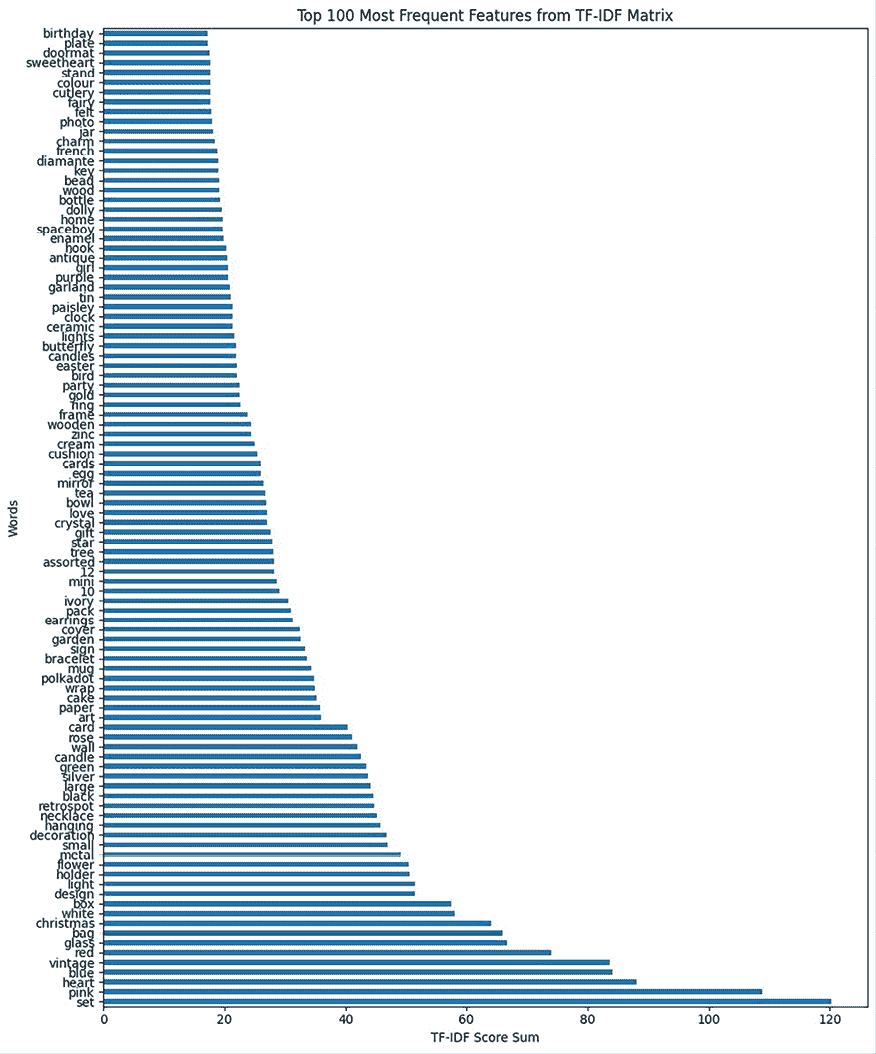 Top 100 Most Frequent Features from TF-IDF Matrix
birthday
plate
doormat
sweetheart
stand
colour
cutlery
fairy
felt
photo
jar
charm
french
diamante
key
bead
wood
bottle
dolly
home
spaceboy
enamel
hook
antique
girl
purple
garland
tin
paisley
clock
ceramic
lights
butterfly
candles
easter
bird
party
gold
ring
frame
wooden
zinc
cream
cushion
cards
egg
mirror
tea
bowl
love
crystal
gift
star
tree
assorted
12
mini
10
ivory
pack
earrings
cover
garden
sign
bracelet
mug
polkadot
wrap
cake
paper
art
card
rose
wall
candle
green
silver
large
black
retrospot
necklace
hanging
decoration
small
metal
flower
holder
light
design
box
white
christmas
bag
glass
red
vintage
blue
heart
pink
set
Words
0 20 40 60 80 100 120
TF-IDF Score Sum